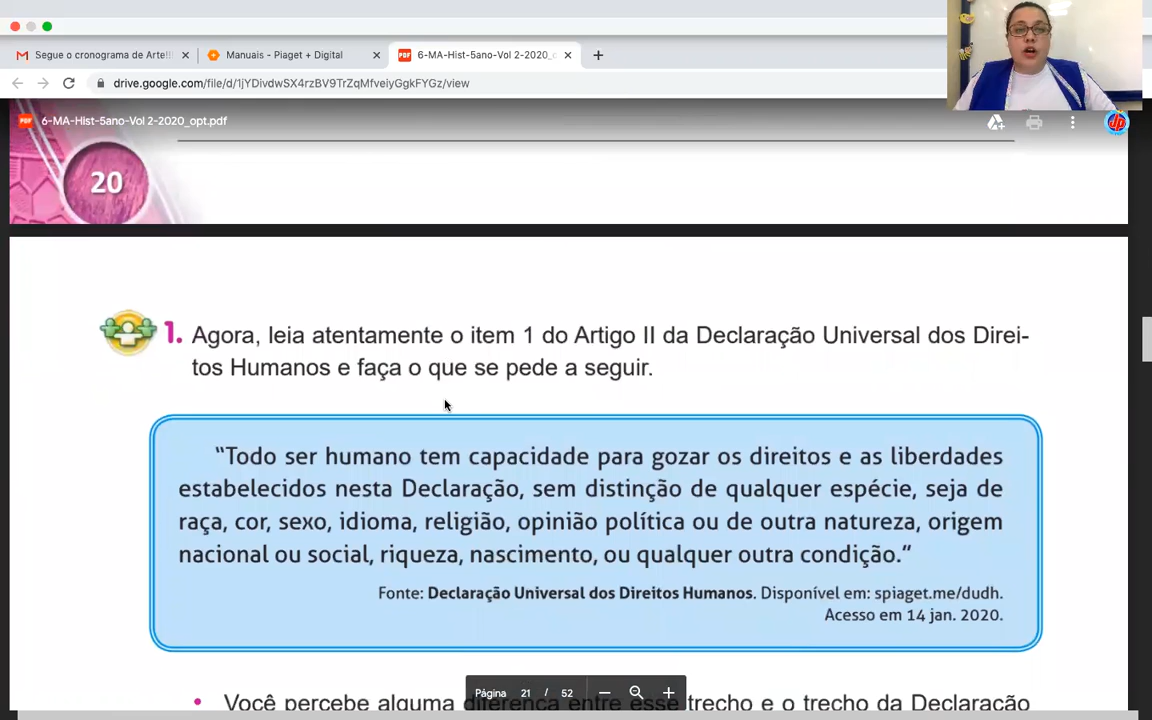 Segue o cronograma de Arte!!!
Manuais - Piaget + Digital
PDF 6-MA-Hist-5ano-Vol 2-2020_o
drive.google.com/file/d/1jYDivdwSX4rzBV9TrZqMfveiyGgkFYGz/view
PDF 6-MA-Hist-5ano-Vol 2-2020_opt.pdf
20
1. Agora, leia atentamente o item 1 do Artigo II da Declaração Universal dos Direi-
tos Humanos e faça o que se pede a seguir.
“Todo ser humano tem capacidade para gozar os direitos e as liberdades
estabelecidos nesta Declaração, sem distinção de qualquer espécie, seja de
raça, cor, sexo, idioma, religião, opinião política ou de outra natureza, origem
nacional ou social, riqueza, nascimento, ou qualquer outra condição.”
Fonte: Declaração Universal dos Direitos Humanos. Disponível em: spiaget.me/dudh.
Acesso em 14 jan. 2020.
• Você percebe alguma diferença entre esse trecho e o trecho da Declaração
Página 21 / 52